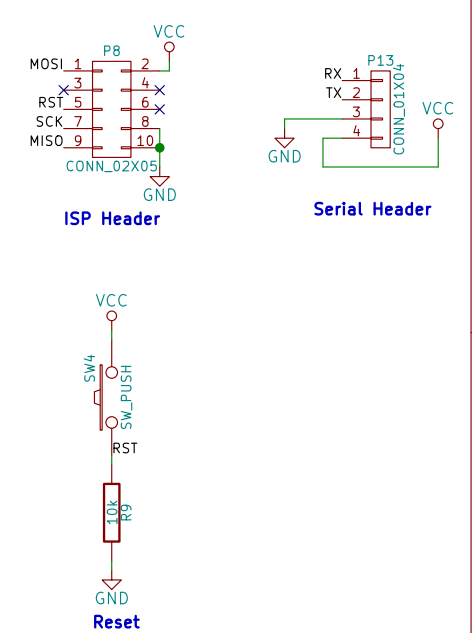 P8
VCC
MOSI 1 2
3 4
RST 5 6
SCK 7 8
MISO 9 10
CONN_02X05
GND
ISP Header
P13
RX 1
TX 2
3
4
CONN_01X04
VCC
GND
Serial Header
VCC
SW4
SW_PUSH
RST
10k
R9
GND
Reset